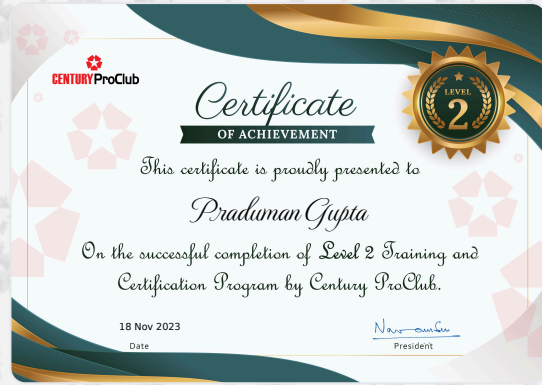 CENTURY ProClub
Certificate
OF ACHIEVEMENT
LEVEL
2
This certificate is proudly presented to
Praduman Gupta
On the successful completion of Level 2 Training and
Certification Program by Century ProClub.
18 Nov 2023
Date
President